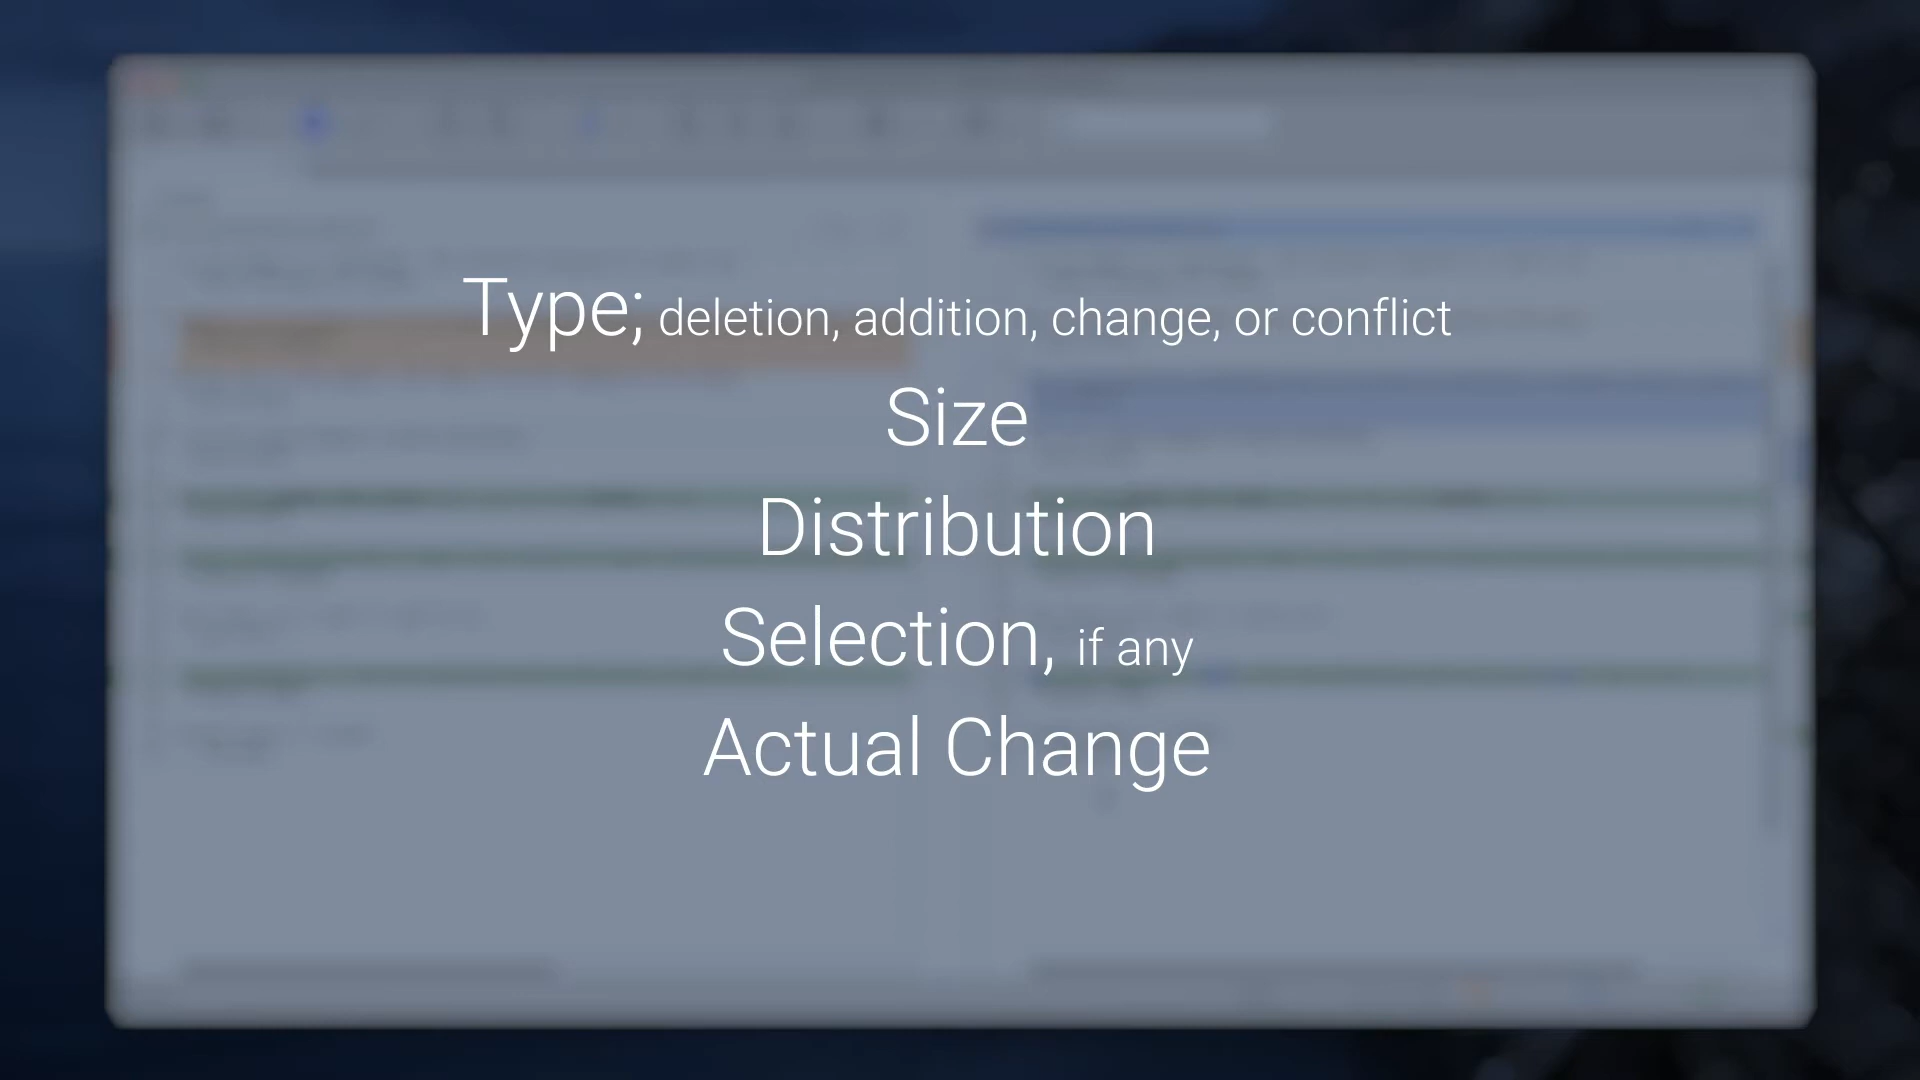 Type; deletion, addition, change, or conflict
Size
Distribution
Selection, if any
Actual Change